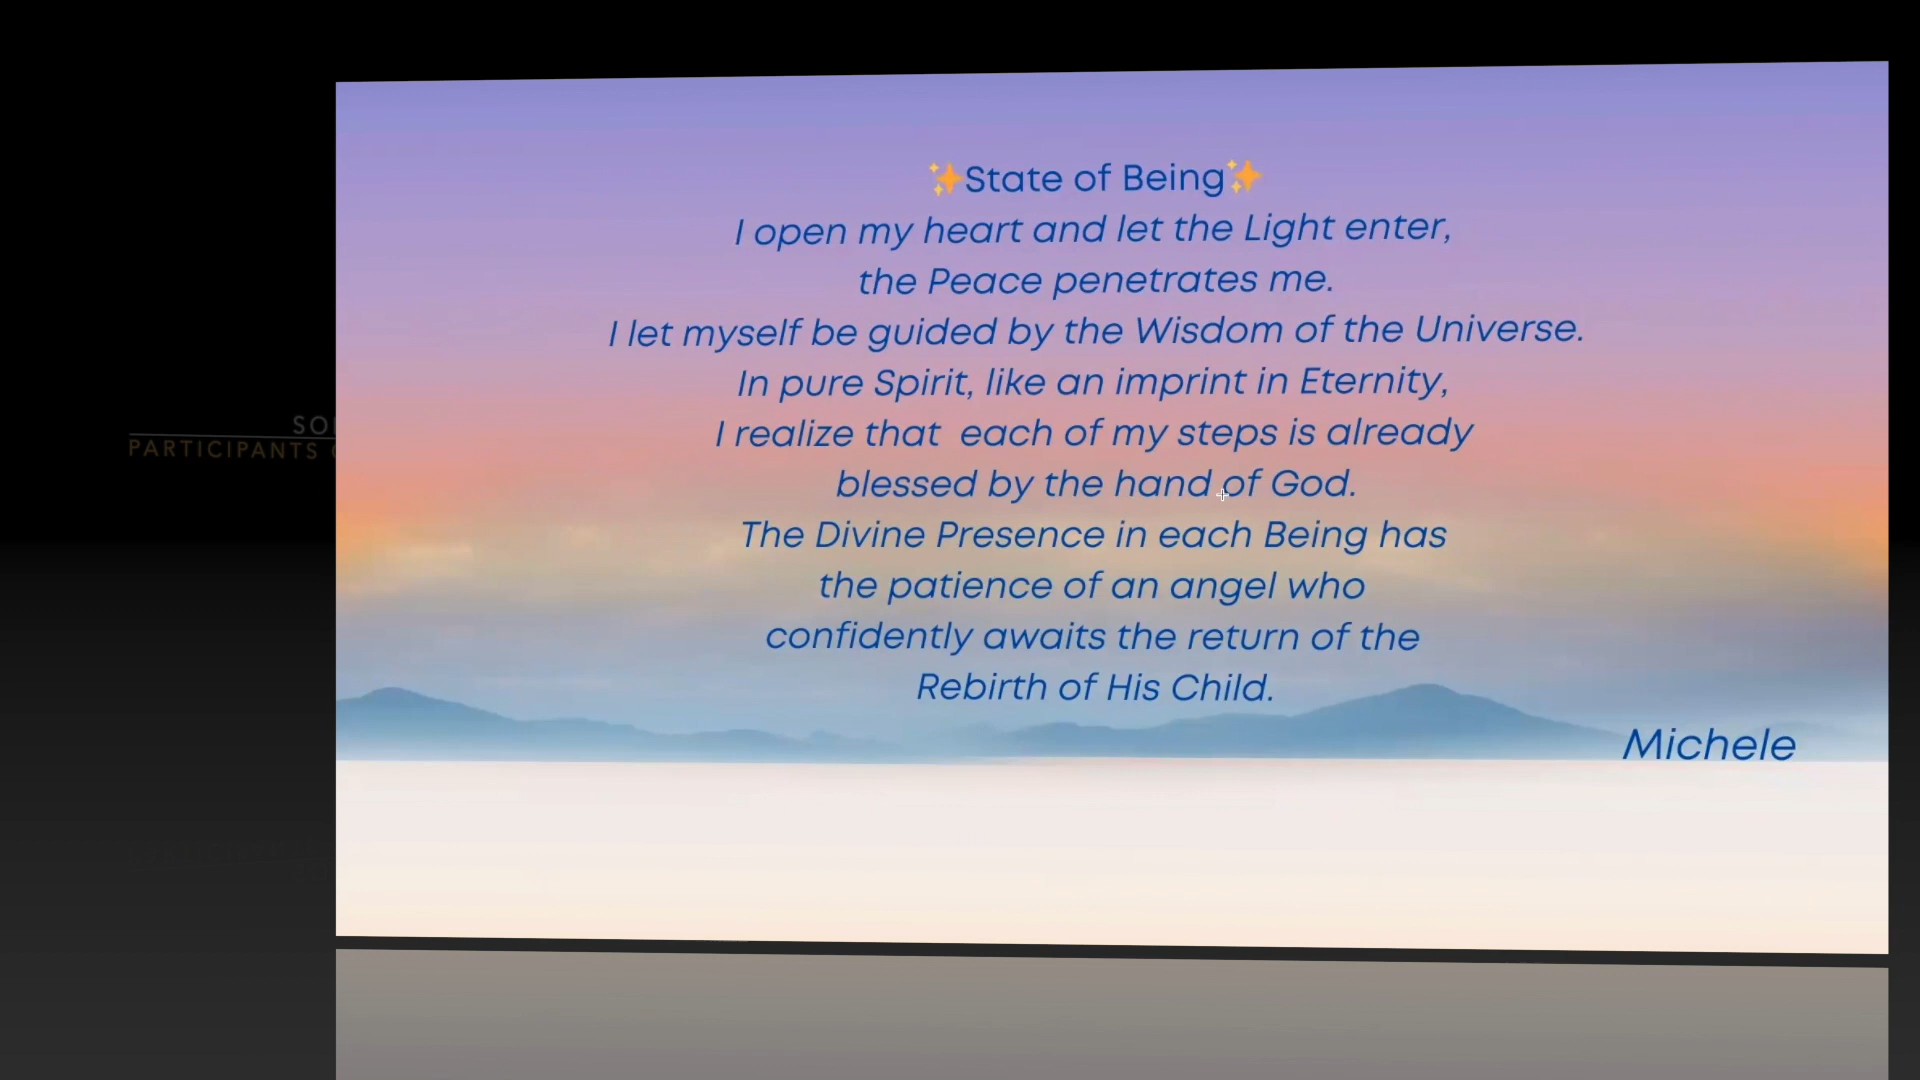 ✨State of Being✨
I open my heart and let the Light enter,
the Peace penetrates me.
I let myself be guided by the Wisdom of the Universe.
In pure Spirit, like an imprint in Eternity,
I realize that each of my steps is already
blessed by the hand of God.
The Divine Presence in each Being has
the patience of an angel who
confidently awaits the return of the
Rebirth of His Child.
Michele
PARTICIPANTS